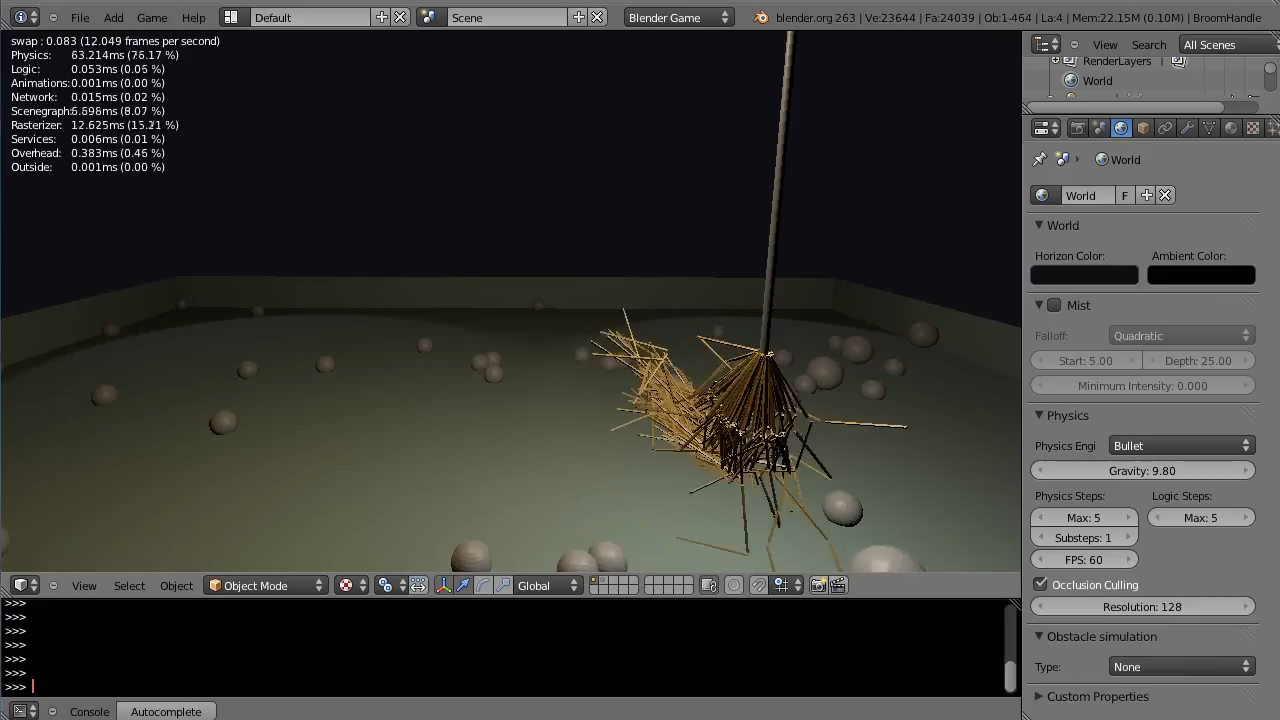 File Add Game Help Default Scene Blender Game blender.org 263 | Ve:23644 | Fa:24039 | Ob:1-464 | La:4 | Mem:22.15M (0.10M) | BroomHandle
swap : 0.083 (12.049 frames per second)
Physics: 63.214ms (76.17 %)
Logic: 0.053ms (0.06 %)
Animations: 0.001ms (0.00 %)
Network: 0.015ms (0.02 %)
Scenegraph: 6.696ms (8.07 %)
Rasterizer: 12.625ms (15.21 %)
Services: 0.006ms (0.01 %)
Overhead: 0.383ms (0.46 %)
Outside: 0.001ms (0.00 %)
View Search All Scenes
RenderLayers |
World
World
World F
World
Horizon Color: Ambient Color:
Mist
Falloff: Quadratic
Start: 5.00 Depth: 25.00
Minimum Intensity: 0.000
Physics
Physics Engi Bullet
Gravity: 9.80
Physics Steps: Logic Steps:
Max: 5 Max: 5
Substeps: 1
FPS: 60
Occlusion Culling
Resolution: 128
Obstacle simulation
Type: None
Custom Properties
View Select Object Object Mode Global
>>>
>>>
>>>
>>>
>>>
>>>
>>>
Console Autocomplete